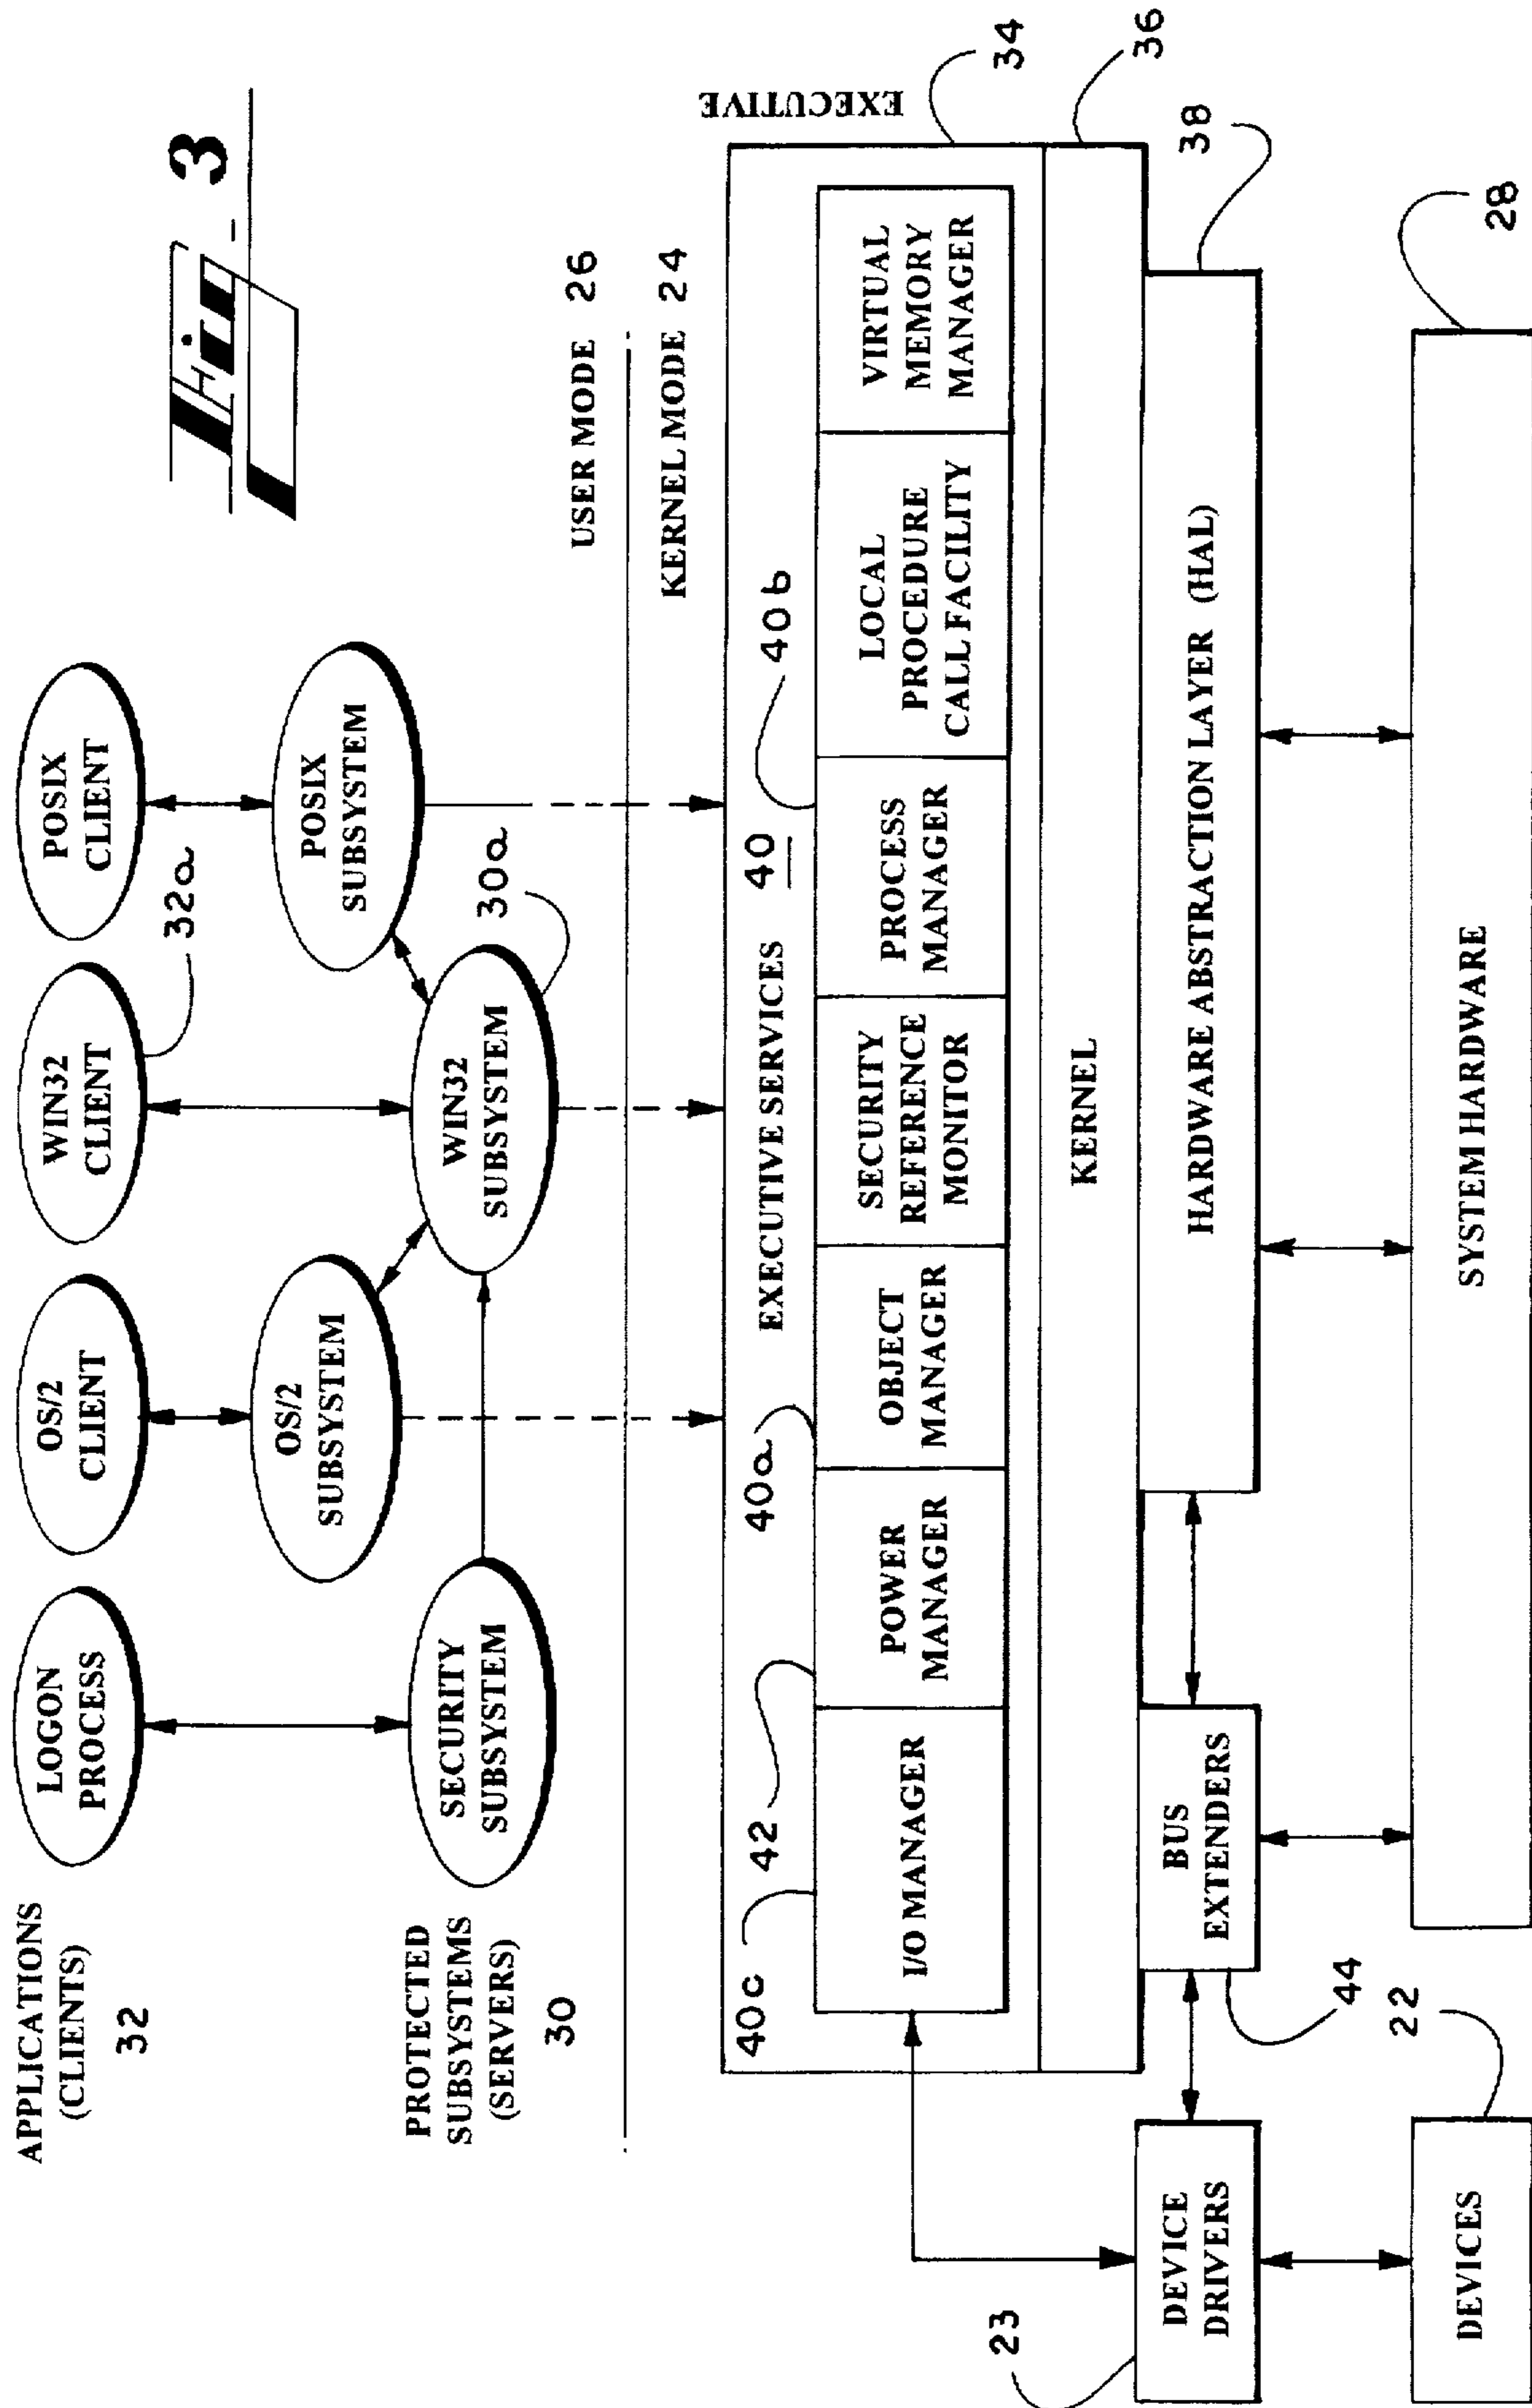 Fig. 3
APPLICATIONS
(CLIENTS)
32
LOGON
PROCESS
OS/2
CLIENT
WIN32
CLIENT
32a
POSIX
CLIENT
PROTECTED
SUBSYSTEMS
(SERVERS)
30
SECURITY
SUBSYSTEM
OS/2
SUBSYSTEM
WIN32
SUBSYSTEM
30a
POSIX
SUBSYSTEM
USER MODE 26
KERNEL MODE 24
EXECUTIVE
40c
42
40a
EXECUTIVE SERVICES 40
40b
34
I/O MANAGER
POWER
MANAGER
OBJECT
MANAGER
SECURITY
REFERENCE
MONITOR
PROCESS
MANAGER
LOCAL
PROCEDURE
CALL FACILITY
VIRTUAL
MEMORY
MANAGER
KERNEL
36
23
DEVICE
DRIVERS
BUS
EXTENDERS
44
HARDWARE ABSTRACTION LAYER (HAL)
38
DEVICES
22
SYSTEM HARDWARE
28